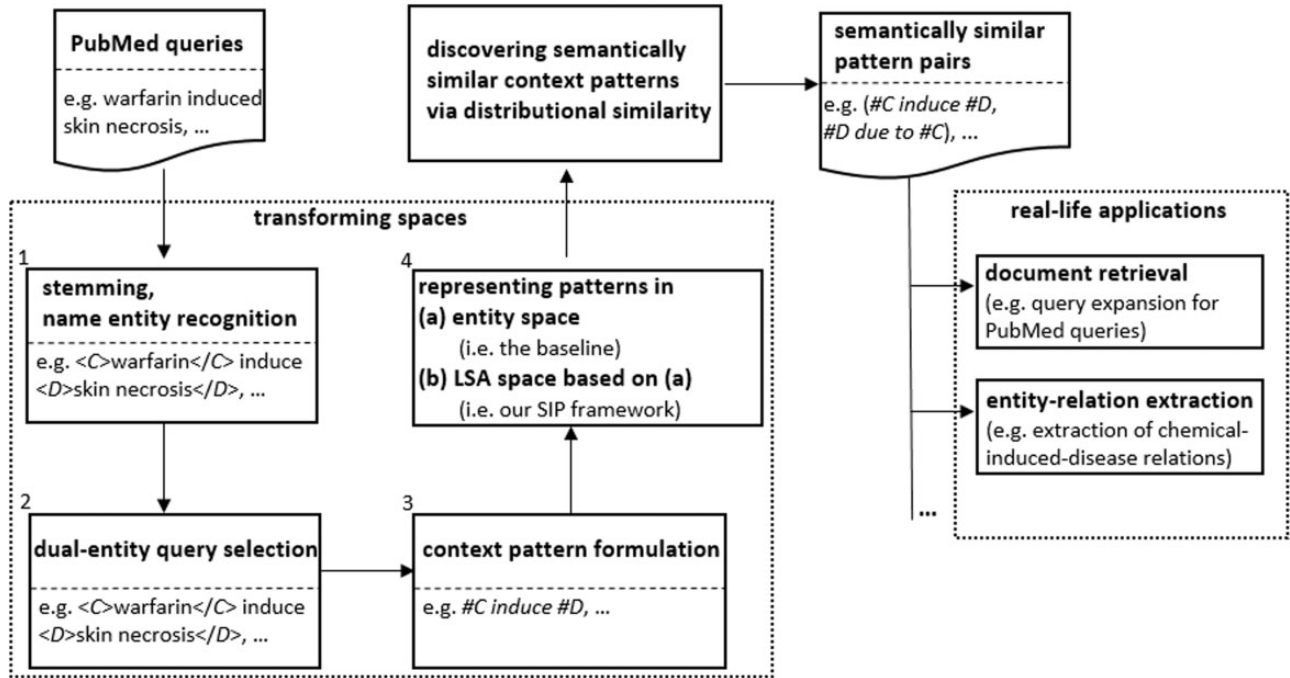 PubMed queries
e.g. warfarin induced
skin necrosis, ...
discovering semantically
similar context patterns
via distributional similarity
semantically similar
pattern pairs
e.g. (#C induce #D,
#D due to #C), ...
transforming spaces
1
stemming,
name entity recognition
e.g. <C>warfarin</C> induce
<D>skin necrosis</D>, ...
2
dual-entity query selection
e.g. <C>warfarin</C> induce
<D>skin necrosis</D>, ...
3
context pattern formulation
e.g. #C induce #D, ...
4
representing patterns in
(a) entity space
(i.e. the baseline)
(b) LSA space based on (a)
(i.e. our SIP framework)
real-life applications
document retrieval
(e.g. query expansion for
PubMed queries)
entity-relation extraction
(e.g. extraction of chemical-
induced-disease relations)
...